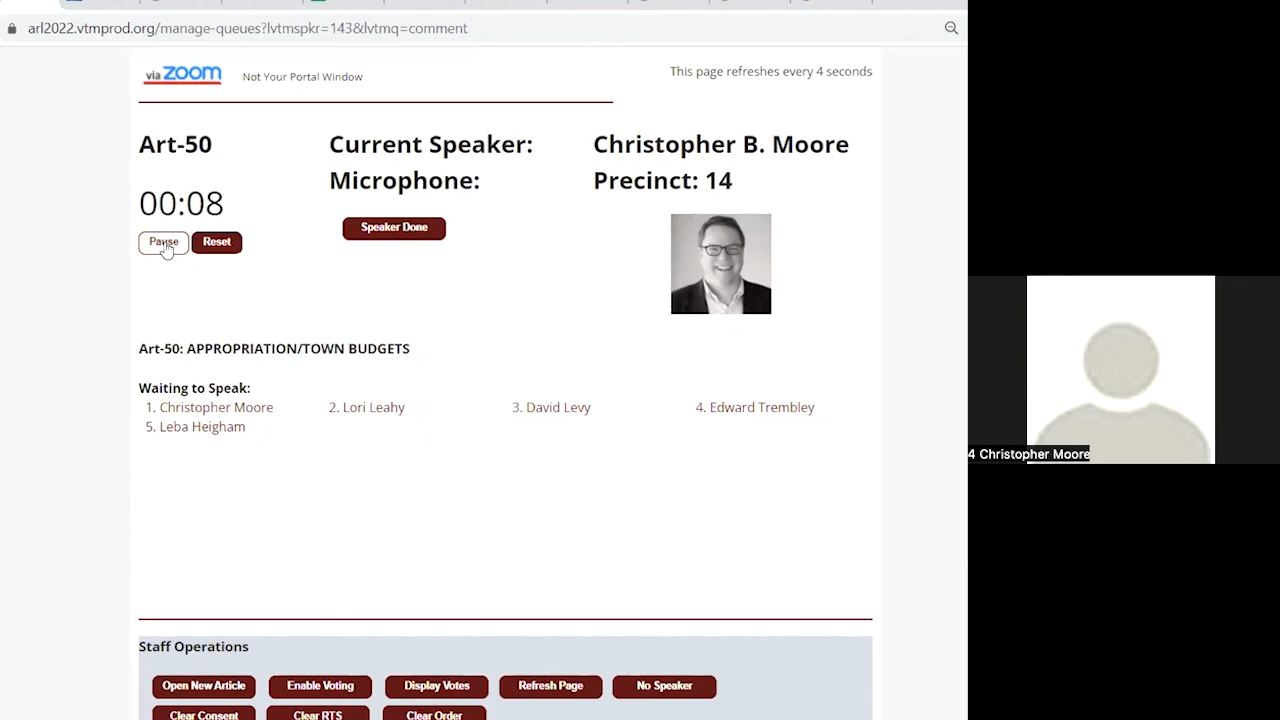 arl2022.vtmprod.org/manage-queues?lvtmspkr=143&lvtmq=comment
via zoom Not Your Portal Window This page refreshes every 4 seconds
Art-50 Current Speaker: Christopher B. Moore
Microphone: Precinct: 14
00:08
Speaker Done
Pause Reset
Art-50: APPROPRIATION/TOWN BUDGETS
Waiting to Speak:
1. Christopher Moore 2. Lori Leahy 3. David Levy 4. Edward Trembley
5. Leba Heigham
4 Christopher Moore
Staff Operations
Open New Article Enable Voting Display Votes Refresh Page No Speaker
Clear Consent Clear RTS Clear Order